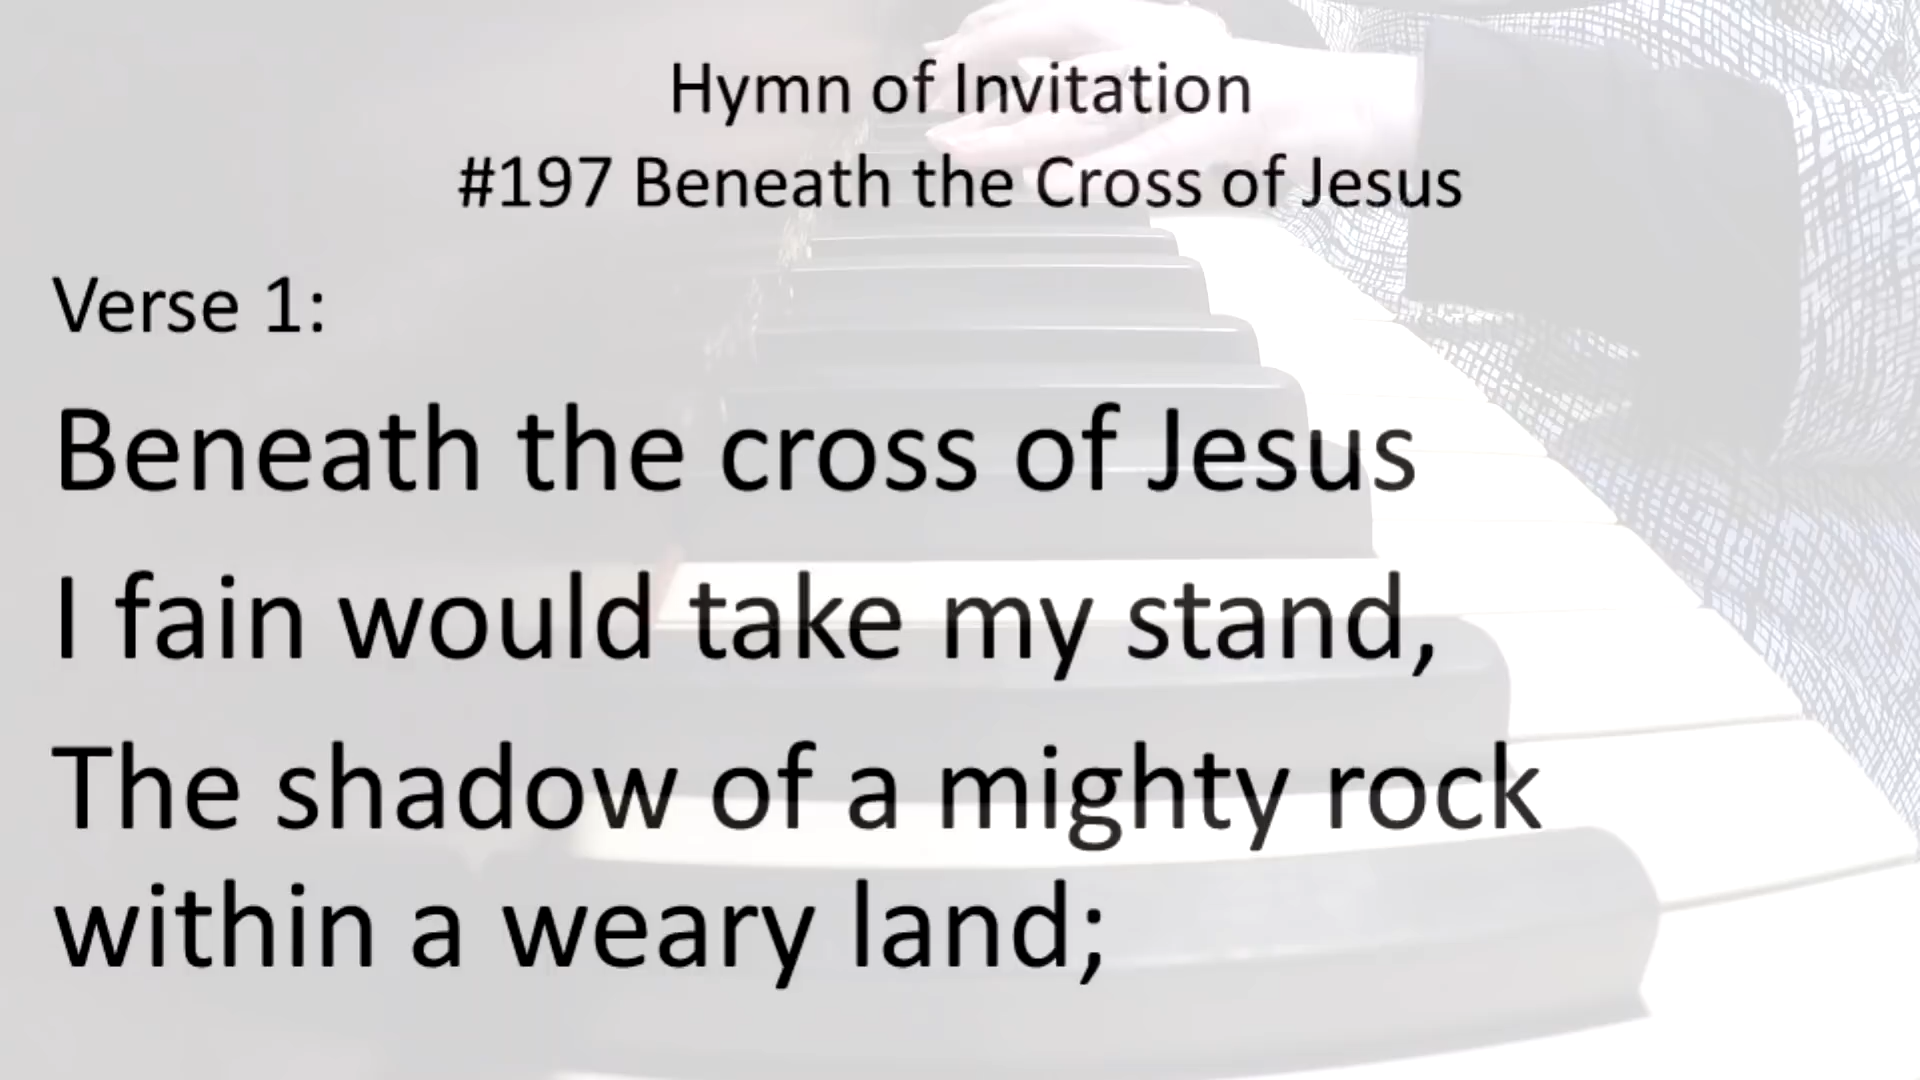 Hymn of Invitation
#197 Beneath the Cross of Jesus
Verse 1:
Beneath the cross of Jesus
I fain would take my stand,
The shadow of a mighty rock
within a weary land;